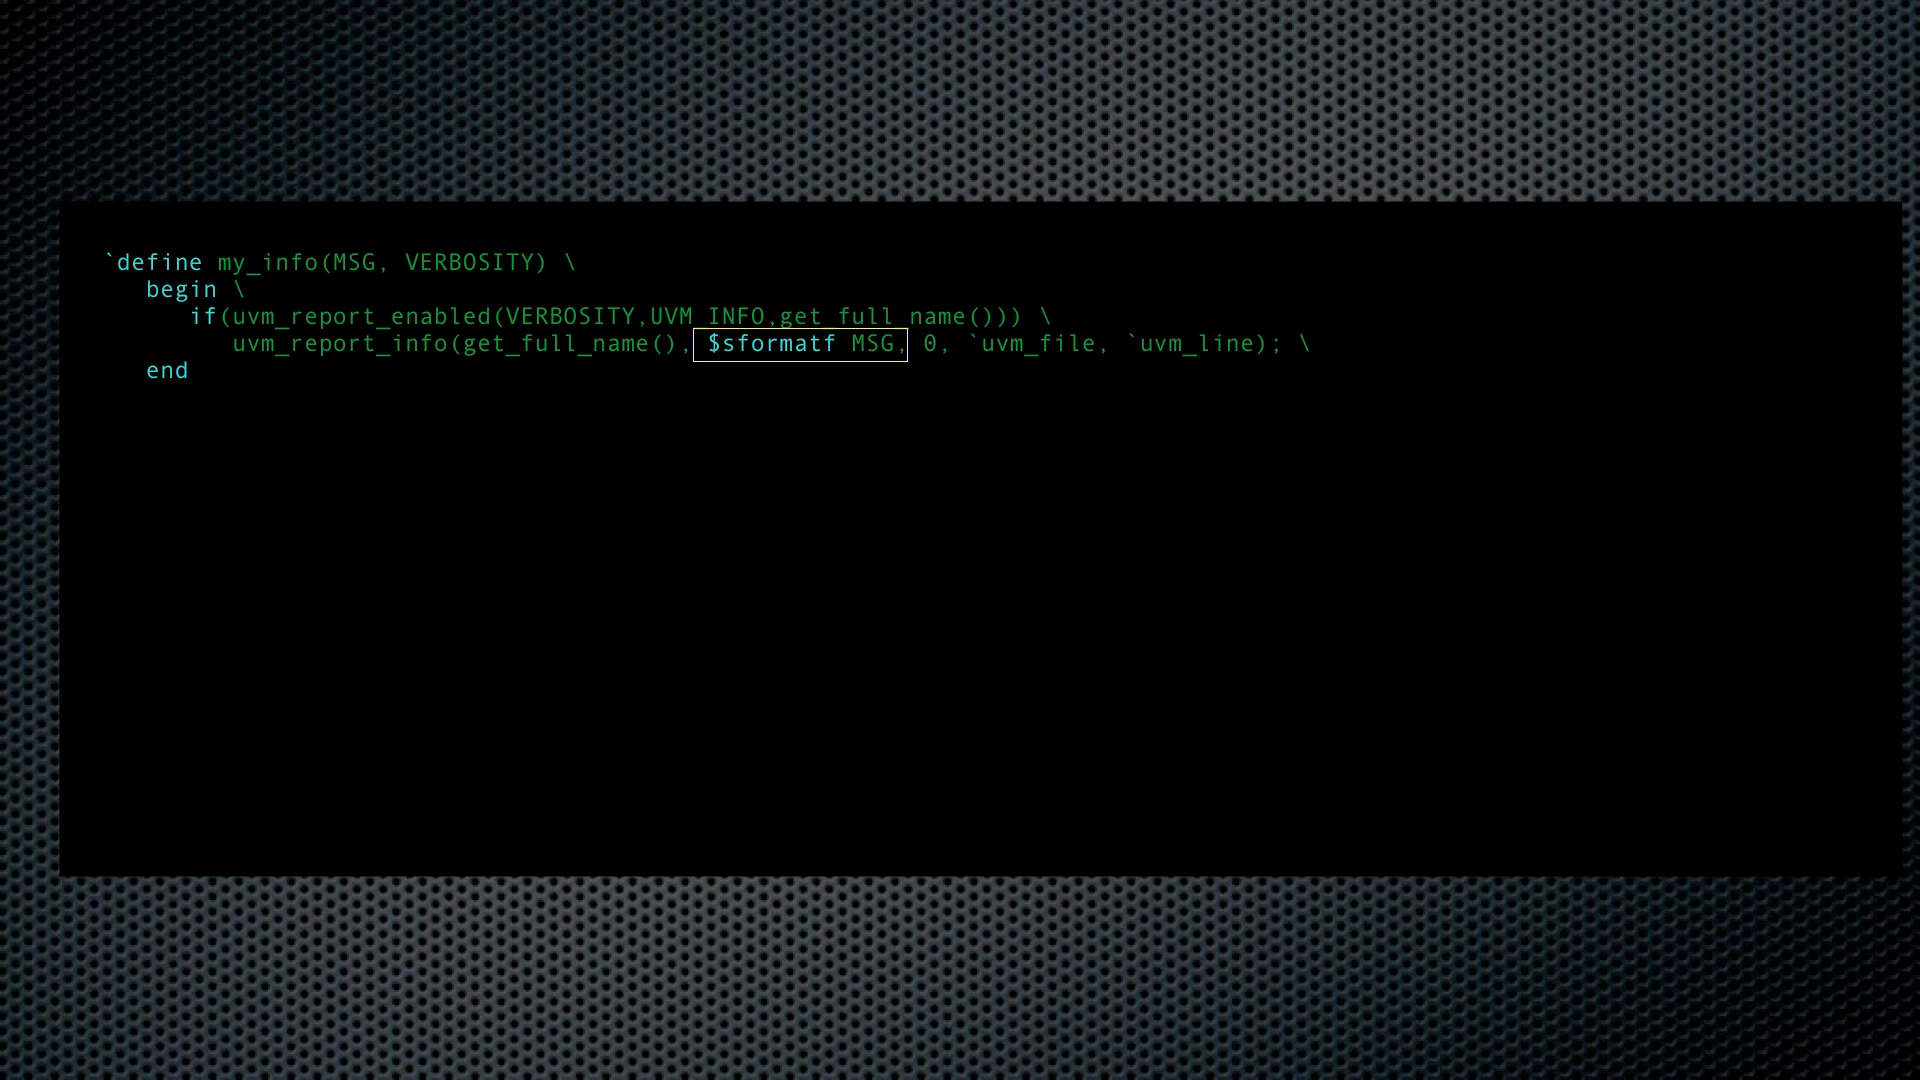 `define my_info(MSG, VERBOSITY) \
begin \
if(uvm_report_enabled(VERBOSITY,UVM_INFO,get_full_name())) \
uvm_report_info(get_full_name(), $sformatf MSG, 0, `uvm_file, `uvm_line); \
end